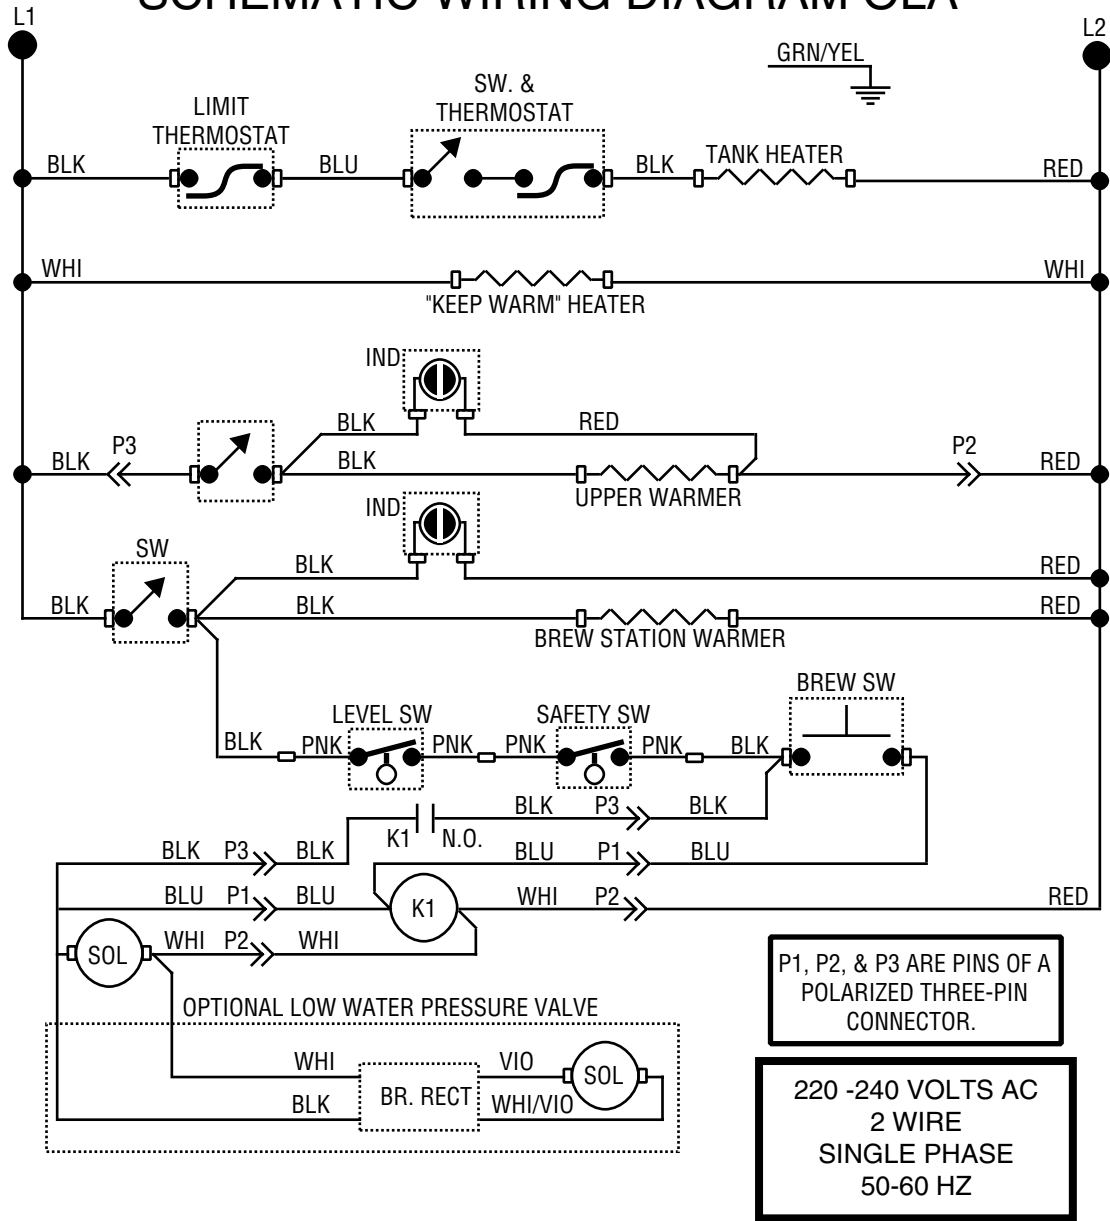 SCHEMATIC WIRING DIAGRAM CLA
L1
L2
GRN/YEL
SW. &
THERMOSTAT
LIMIT
THERMOSTAT
BLK
BLU
BLK
TANK HEATER
RED
WHI
WHI
"KEEP WARM" HEATER
IND
BLK
RED
BLK
P3
BLK
P2
RED
UPPER WARMER
IND
SW
BLK
RED
BLK
BLK
RED
BREW STATION WARMER
BREW SW
LEVEL SW
SAFETY SW
BLK
PNK
PNK
PNK
PNK
BLK
BLK
P3
BLK
K1
N.O.
BLK
P3
BLK
BLU
P1
BLU
BLU
P1
BLU
K1
WHI
P2
RED
SOL
WHI
P2
WHI
P1, P2, & P3 ARE PINS OF A
POLARIZED THREE-PIN
CONNECTOR.
OPTIONAL LOW WATER PRESSURE VALVE
WHI
BR. RECT
VIO
SOL
BLK
WHI/VIO
220 -240 VOLTS AC
2 WIRE
SINGLE PHASE
50-60 HZ